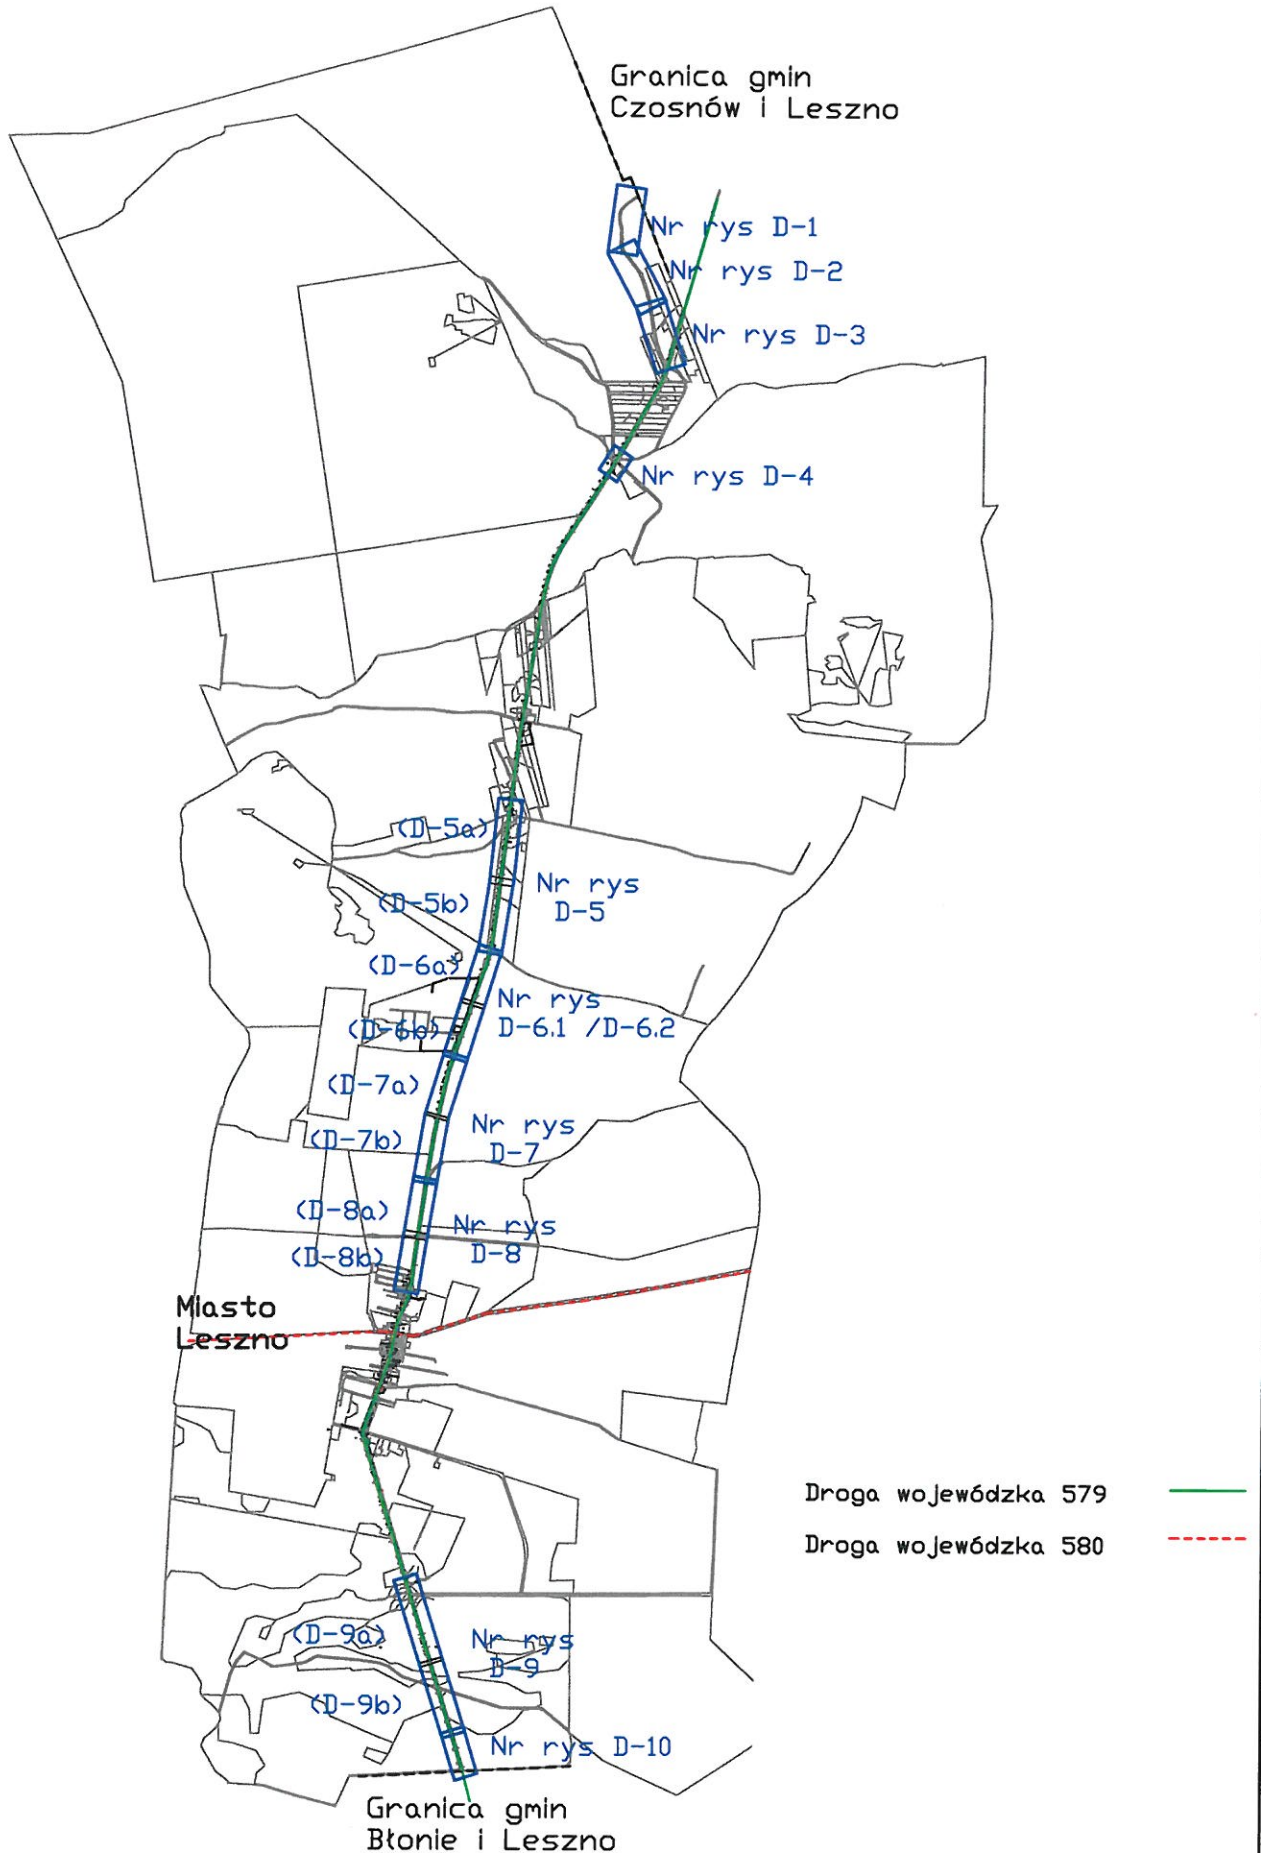 Granica gmin
Czosnów i Leszno
Nr rys D-1
Nr rys D-2
Nr rys D-3
Nr rys D-4
(D-5a)
Nr rys
D-5
(D-5b)
(D-6a)
Nr rys
D-6.1 /D-6.2
(D-6b)
(D-7a)
Nr rys
D-7
(D-7b)
(D-8a)
Nr rys
D-8
(D-8b)
Miasto
Leszno
Droga wojewódzka 579
Droga wojewódzka 580
(D-9a)
Nr rys
D-9
(D-9b)
Nr rys D-10
Granica gmin
Błonie i Leszno